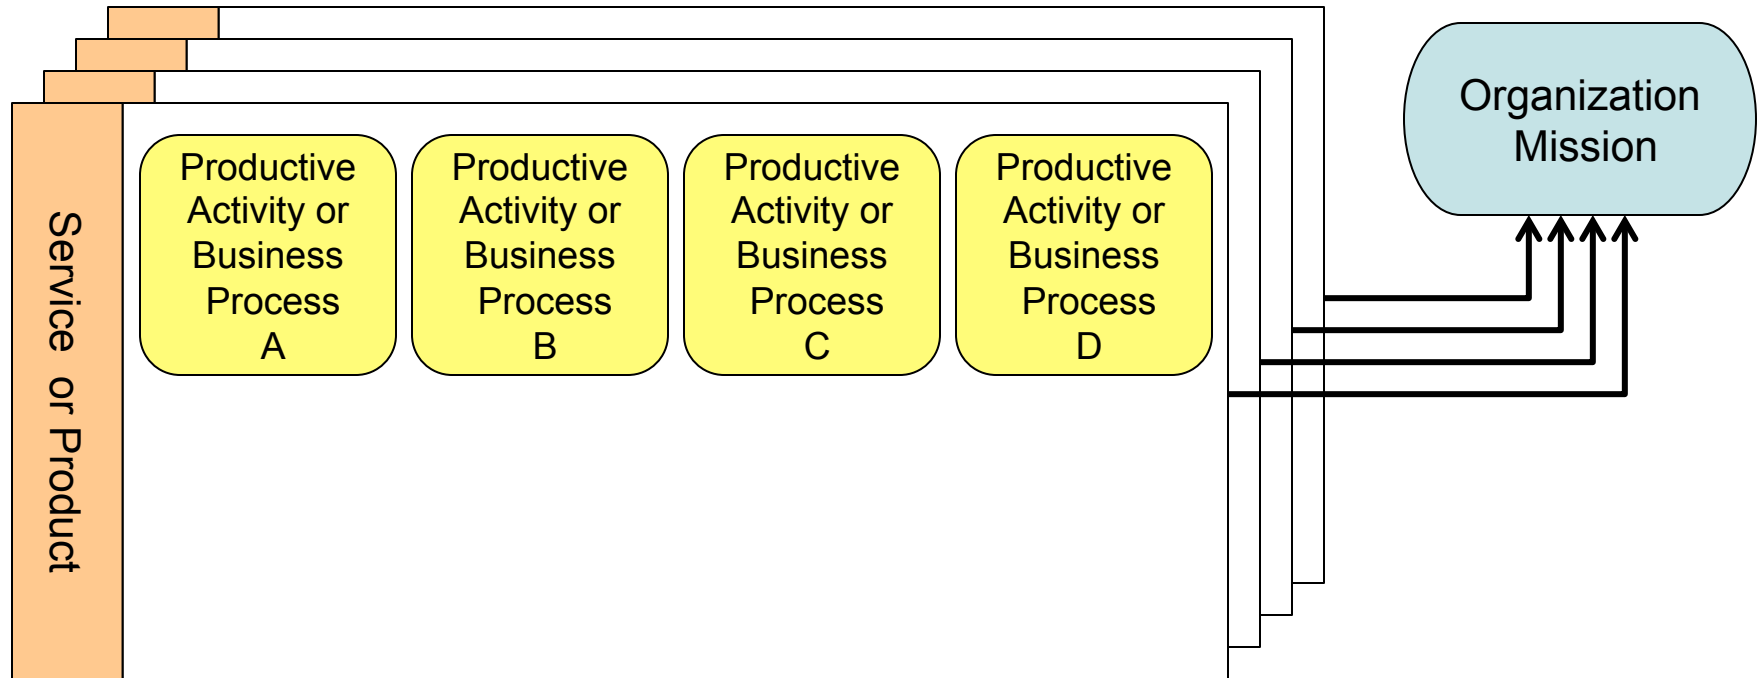 Organization
Mission
Service or Product
Productive
Activity or
Business
Process
A
Productive
Activity or
Business
Process
B
Productive
Activity or
Business
Process
C
Productive
Activity or
Business
Process
D